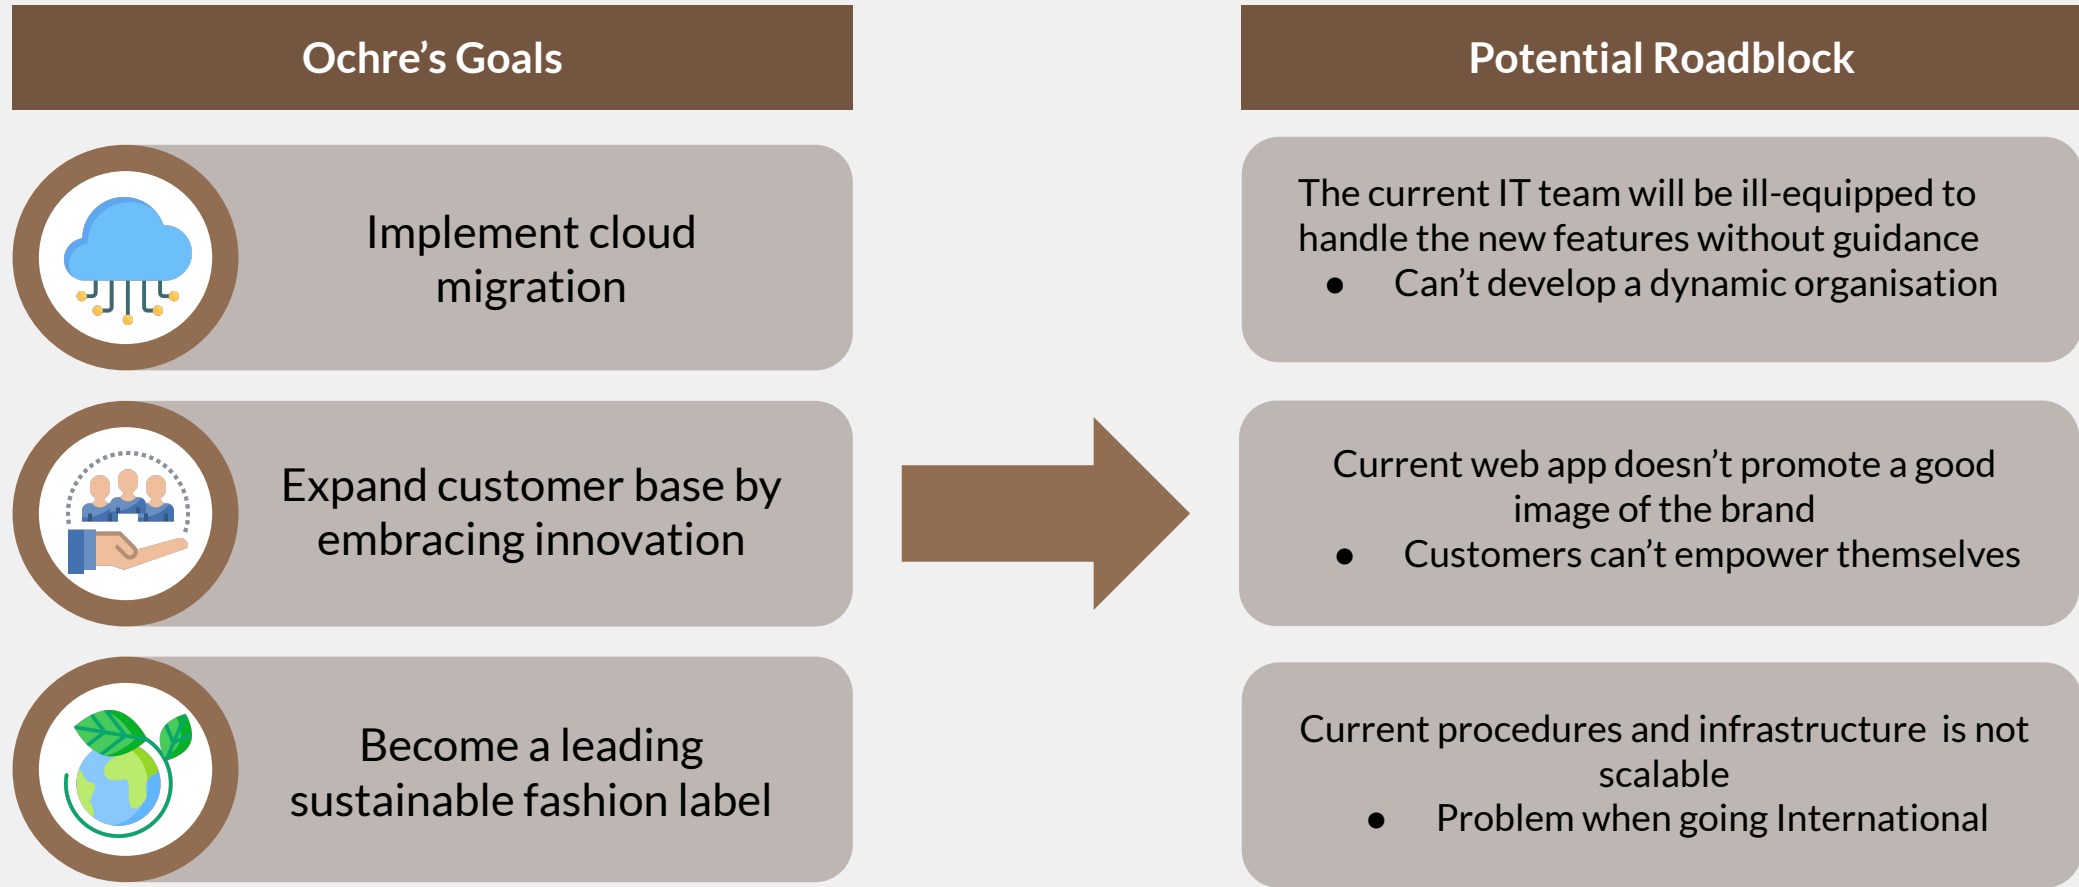 Ochre’s Goals
Potential Roadblock
Implement cloud
migration
The current IT team will be ill-equipped to
handle the new features without guidance
● Can’t develop a dynamic organisation
Expand customer base by
embracing innovation
Current web app doesn’t promote a good
image of the brand
● Customers can’t empower themselves
Become a leading
sustainable fashion label
Current procedures and infrastructure  is not
scalable
● Problem when going International